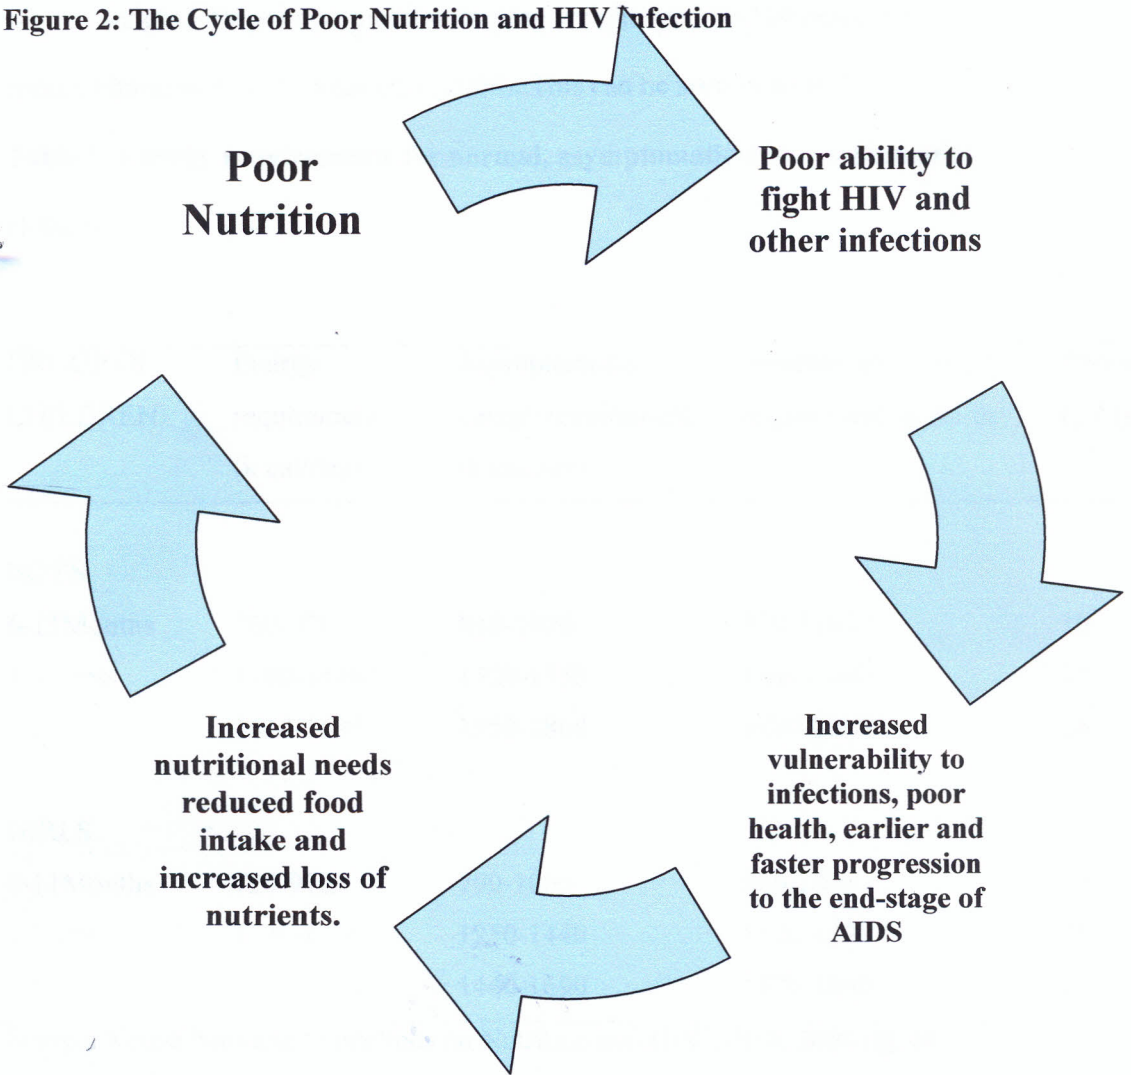 Figure 2: The Cycle of Poor Nutrition and HIV Infection
Poor
Nutrition
Poor ability to
fight HIV and
other infections
Increased
vulnerability to
infections, poor
health, earlier and
faster progression
to the end-stage of
AIDS
Increased
nutritional needs
reduced food
intake and
increased loss of
nutrients.